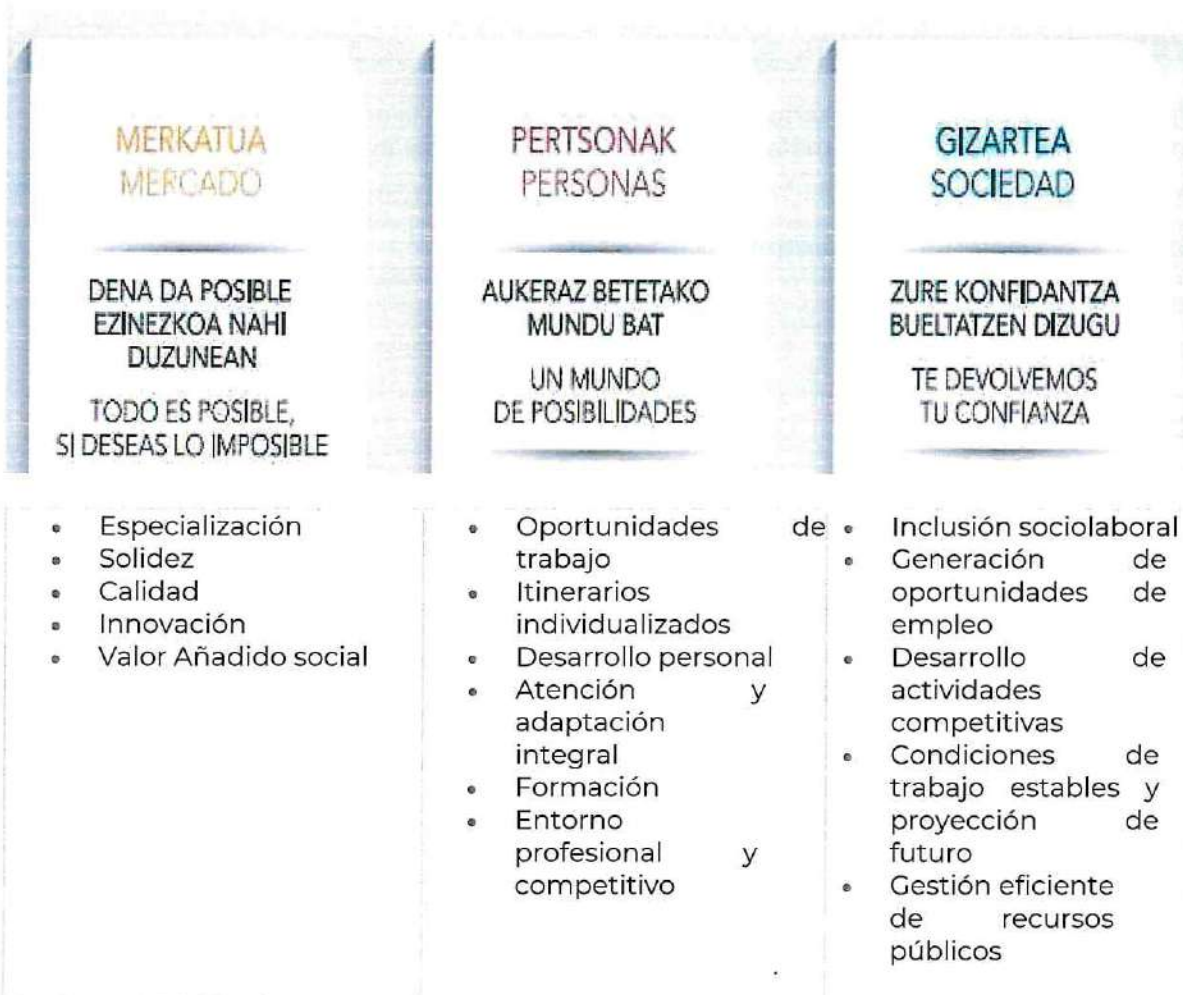 MERKATUA
MERCADO
DENA DA POSIBLE
EZINEZKOA NAHI
DUZUNEAN
TODO ES POSIBLE,
SI DESEAS LO IMPOSIBLE
• Especialización
• Solidez
• Calidad
• Innovación
• Valor Añadido social
PERTSONAK
PERSONAS
AUKERAZ BETETAKO
MUNDU BAT
UN MUNDO
DE POSIBILIDADES
• Oportunidades de
trabajo
• Itinerarios
individualizados
• Desarrollo personal
• Atención y
adaptación
integral
• Formación
• Entorno
profesional y
competitivo
GIZARTEA
SOCIEDAD
ZURE KONFIDANTZA
BUELTATZEN DIZUGU
TE DEVOLVEMOS
TU CONFIANZA
• Inclusión sociolaboral
• Generación de
oportunidades de
empleo
• Desarrollo de
actividades
competitivas
• Condiciones de
trabajo estables y
proyección de
futuro
• Gestión eficiente
de recursos
públicos